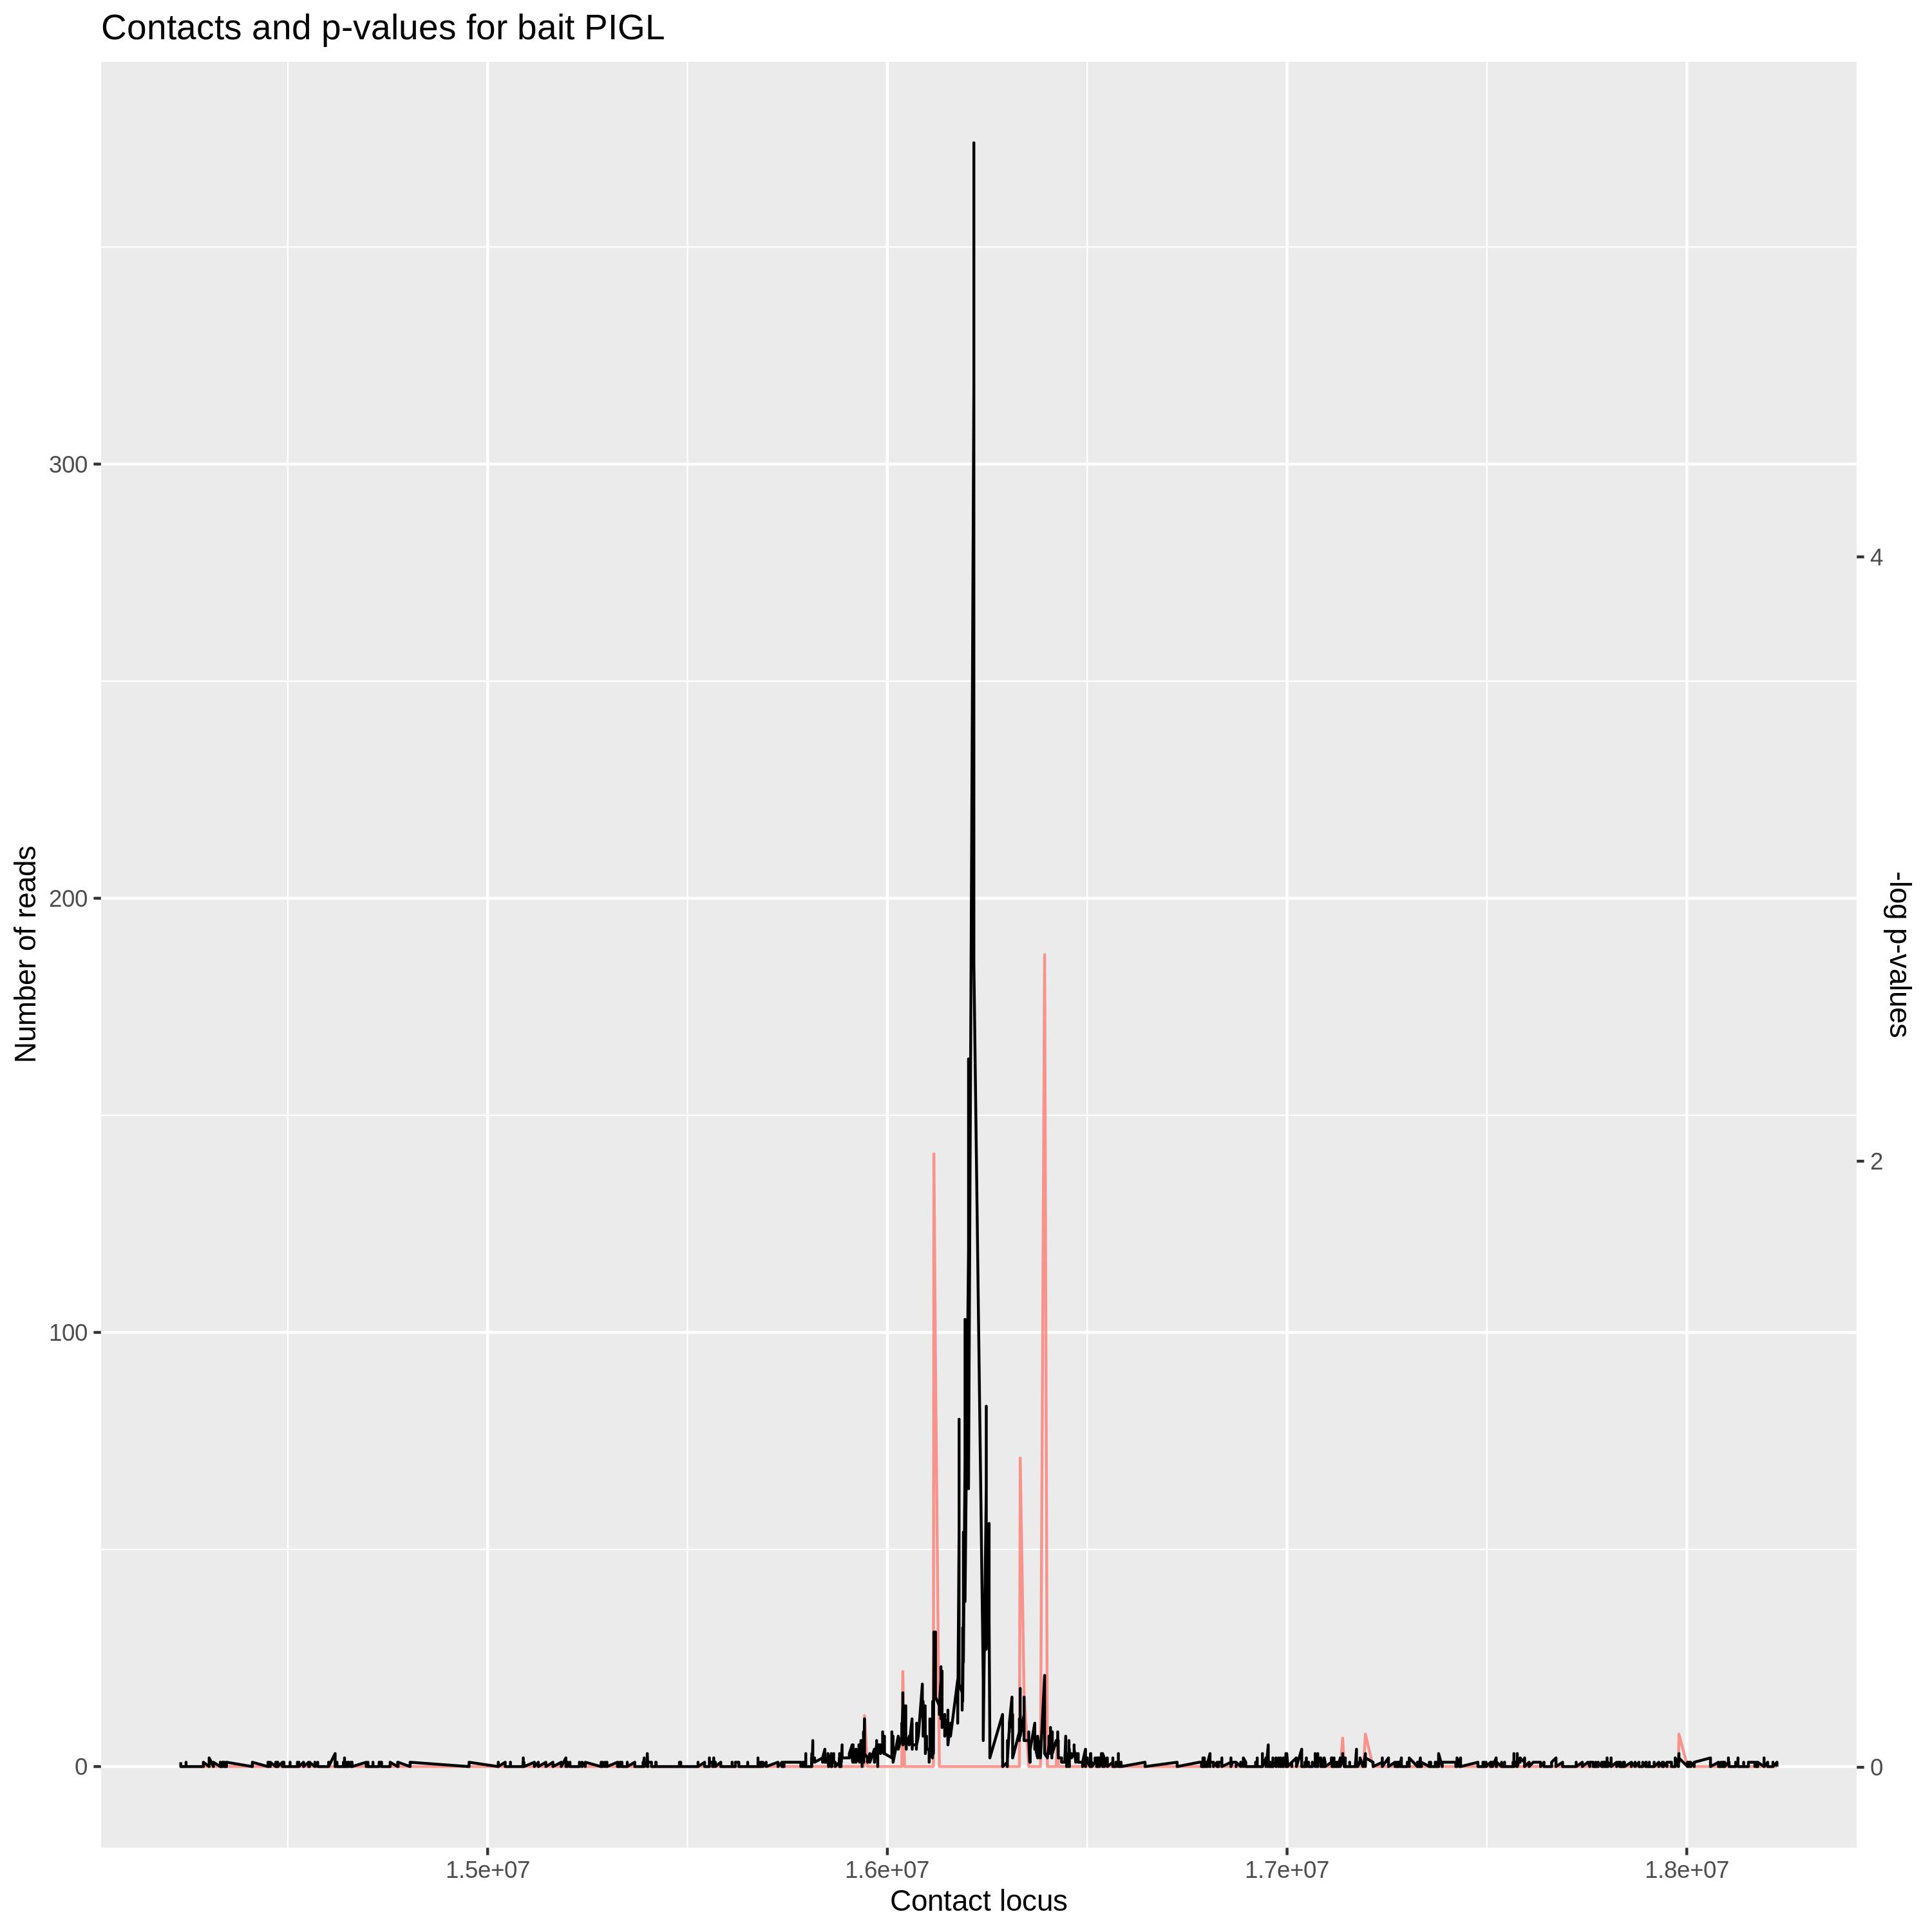 Contacts and p-values for bait PIGL
Number of reads
300
200
100
0
4
2
0
-log p-values
1.5e+07 1.6e+07 1.7e+07 1.8e+07
Contact locus